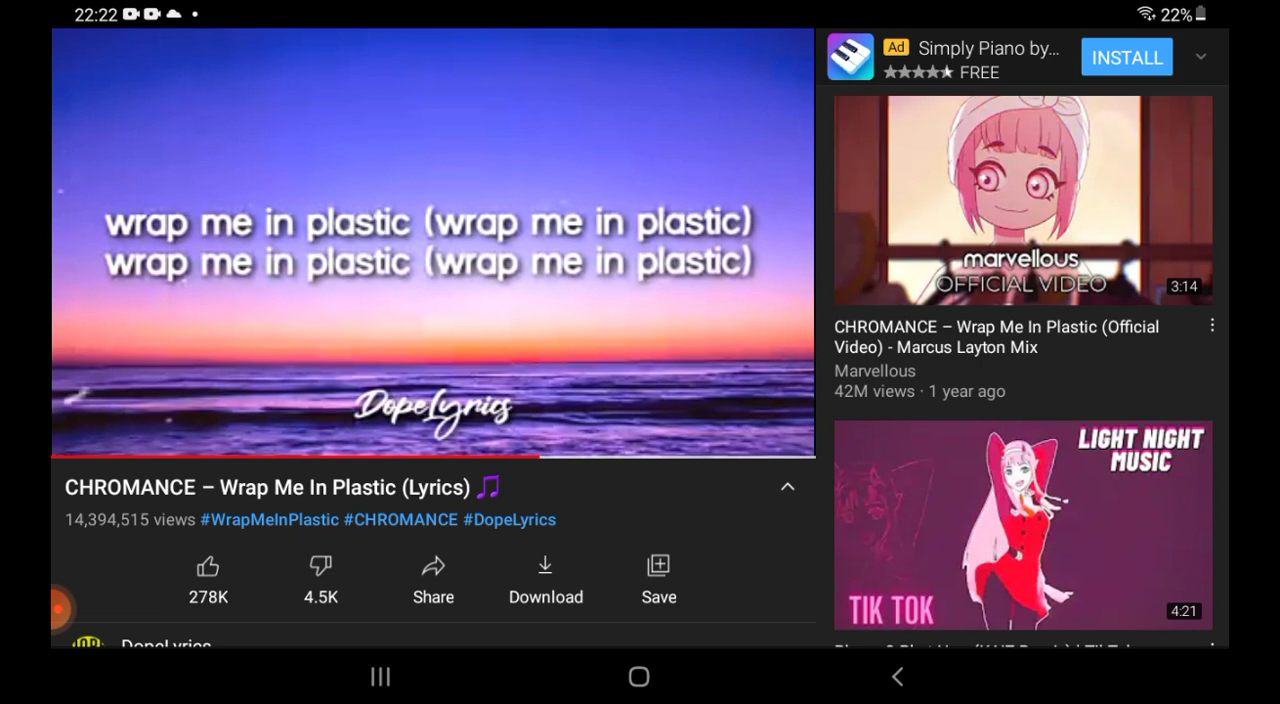 22:22
22%
wrap me in plastic (wrap me in plastic)
wrap me in plastic (wrap me in plastic)
DopeLyrics
CHROMANCE – Wrap Me In Plastic (Lyrics)
14,394,515 views #WrapMeInPlastic #CHROMANCE #DopeLyrics
278K
4.5K
Share
Download
Save
DopeLyrics
Ad Simply Piano by...
FREE
INSTALL
marvellous
OFFICIAL VIDEO
3:14
CHROMANCE – Wrap Me In Plastic (Official
Video) - Marcus Layton Mix
Marvellous
42M views · 1 year ago
LIGHT NIGHT
MUSIC
TIK TOK
4:21